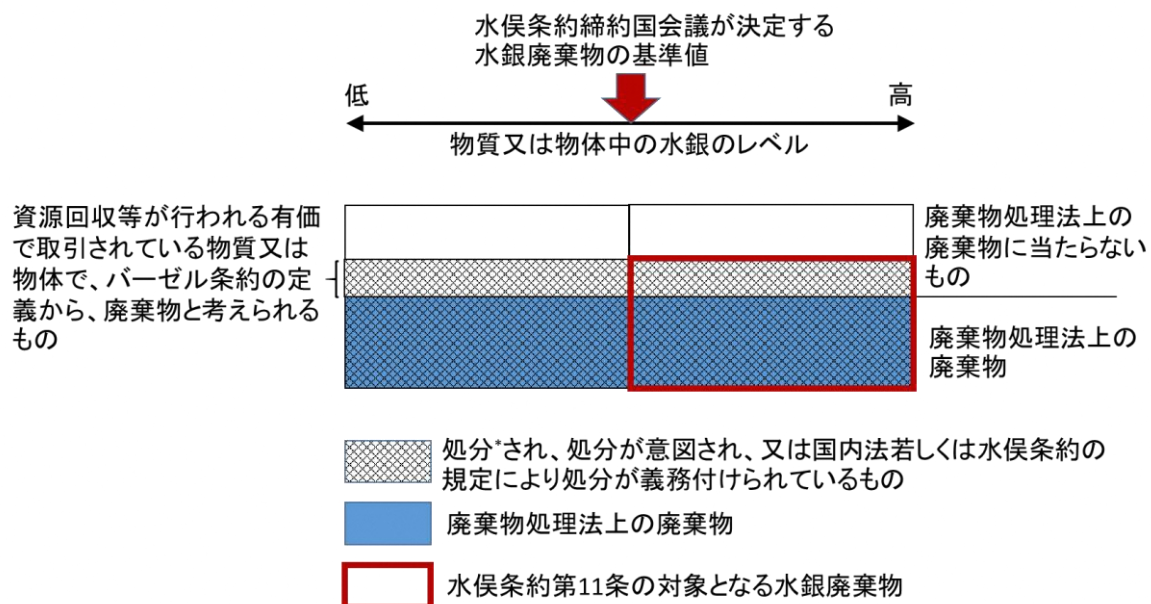 水俣条約締約国会議が決定する
水銀廃棄物の基準値
低
高
物質又は物体中の水銀のレベル
資源回収等が行われる有価
で取引されている物質又は
物体で、バーゼル条約の定
義から、廃棄物と考えられる
もの
廃棄物処理法上の
廃棄物に当たらない
もの
廃棄物処理法上の
廃棄物
処分*され、処分が意図され、又は国内法若しくは水俣条約の
規定により処分が義務付けられているもの
廃棄物処理法上の廃棄物
水俣条約第11条の対象となる水銀廃棄物